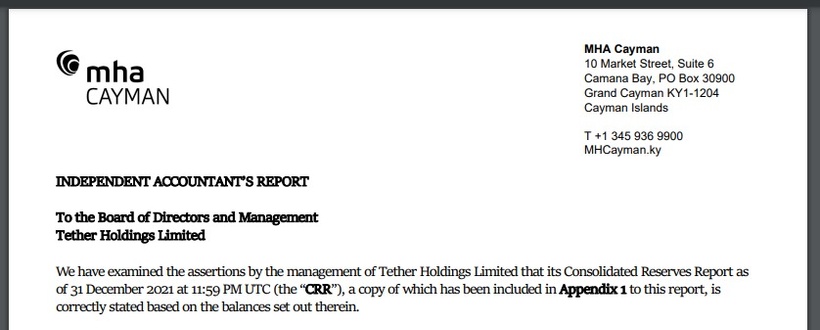 mha
CAYMAN
MHA Cayman
10 Market Street, Suite 6
Camana Bay, PO Box 30900
Grand Cayman KY1-1204
Cayman Islands
T +1 345 936 9900
MHCayman.ky
INDEPENDENT ACCOUNTANT'S REPORT
To the Board of Directors and Management
Tether Holdings Limited
We have examined the assertions by the management of Tether Holdings Limited that its Consolidated Reserves Report as
of 31 December 2021 at 11:59 PM UTC (the “CRR”), a copy of which has been included in Appendix 1 to this report, is
correctly stated based on the balances set out therein.